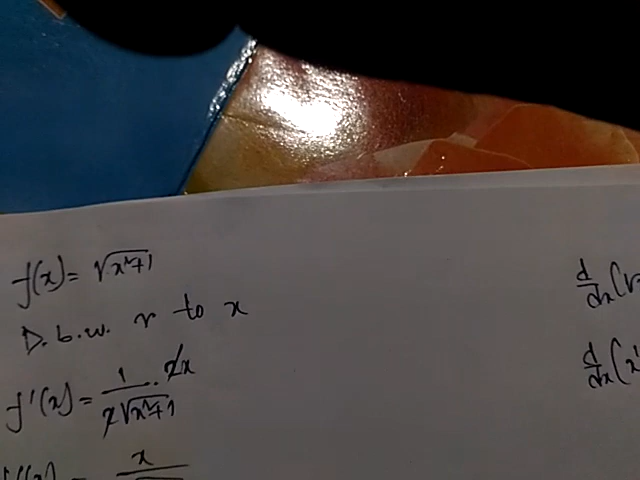 f(x) = √x²+1
D.b.w. r to x
f'(x) = 1/2√x²+1 · 2x
d/dx (
d/dx (x
x